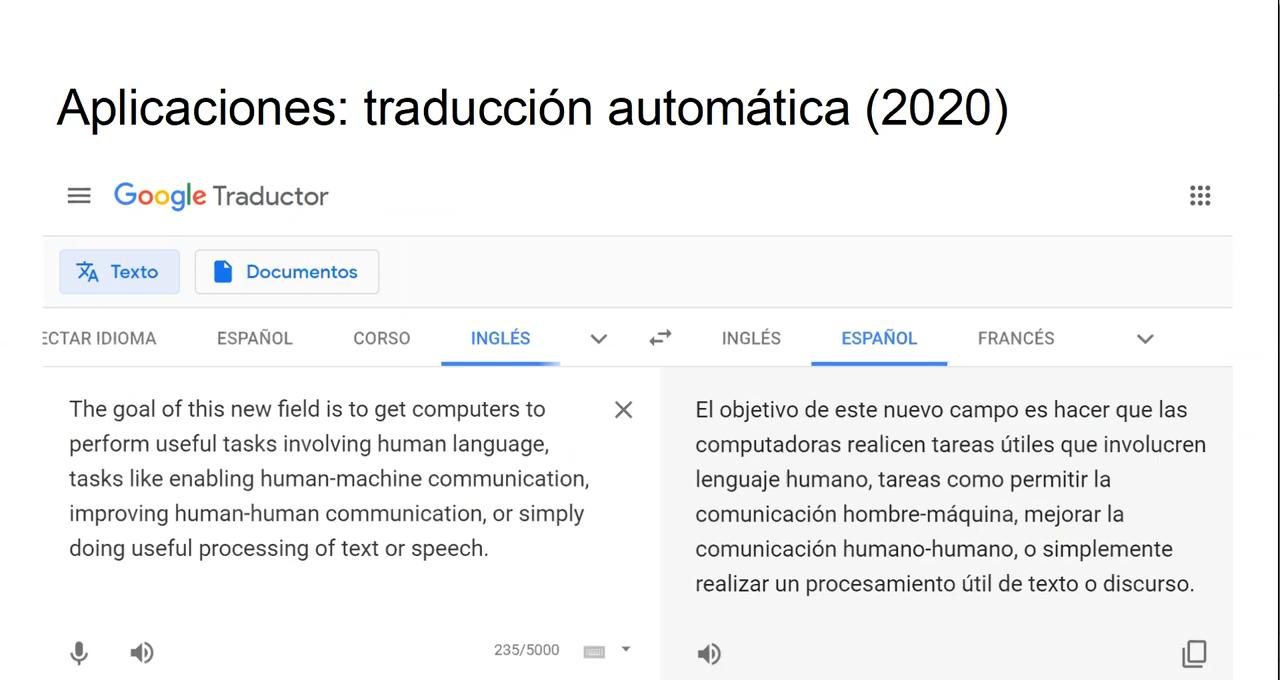 Aplicaciones: traducción automática (2020)
Google Traductor
Texto
Documentos
ECTAR IDIOMA
ESPAÑOL
CORSO
INGLÉS
INGLÉS
ESPAÑOL
FRANCÉS
The goal of this new field is to get computers to
perform useful tasks involving human language,
tasks like enabling human-machine communication,
improving human-human communication, or simply
doing useful processing of text or speech.
235/5000
El objetivo de este nuevo campo es hacer que las
computadoras realicen tareas útiles que involucren
lenguaje humano, tareas como permitir la
comunicación hombre-máquina, mejorar la
comunicación humano-humano, o simplemente
realizar un procesamiento útil de texto o discurso.